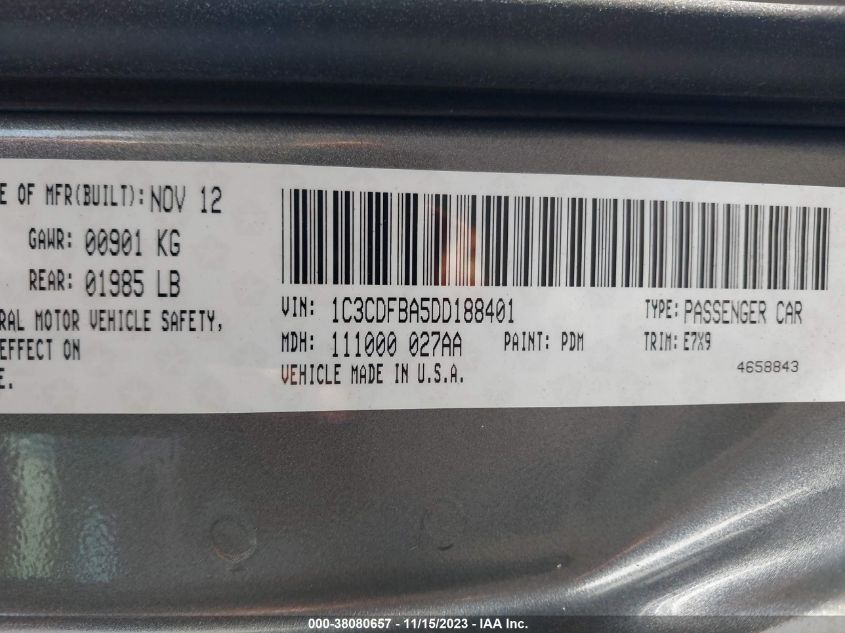 E OF MFR(BUILT): NOV 12
GAWR: 00901 KG
REAR: 01985 LB
RAL MOTOR VEHICLE SAFETY,
EFFECT ON
E.
VIN: 1C3CDFBA5DD188401
TYPE: PASSENGER CAR
MDH: 111000 027AA
PAINT: PDM
TRIM: E7X9
VEHICLE MADE IN U.S.A.
4658843
000-38080657 - 11/15/2023 - IAA Inc.